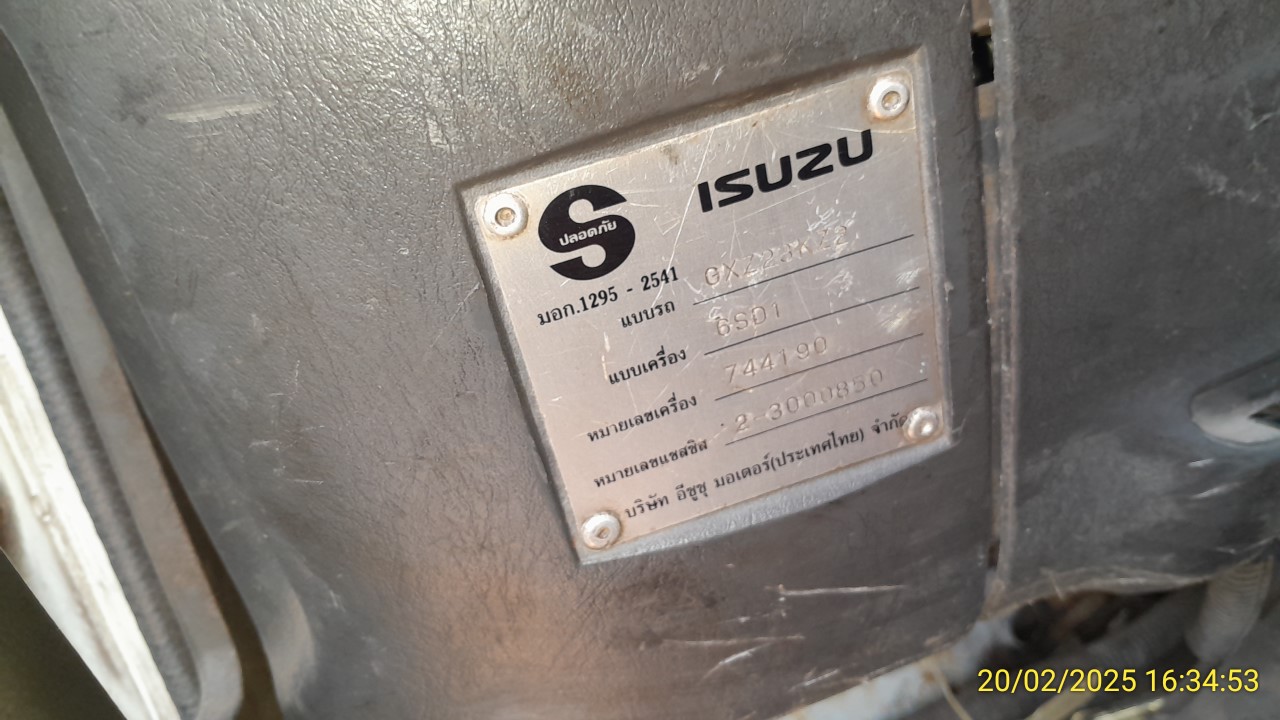 ISUZU
ปลอดภัย
มอก.1295 - 2541
แบบรถ GXZ23KZ2
แบบเครื่อง 6SD1
หมายเลขเครื่อง 744190
หมายเลขแชสซิส 2-3000850
บริษัท อีซูซุ มอเตอร์(ประเทศไทย) จำกัด
20/02/2025 16:34:53